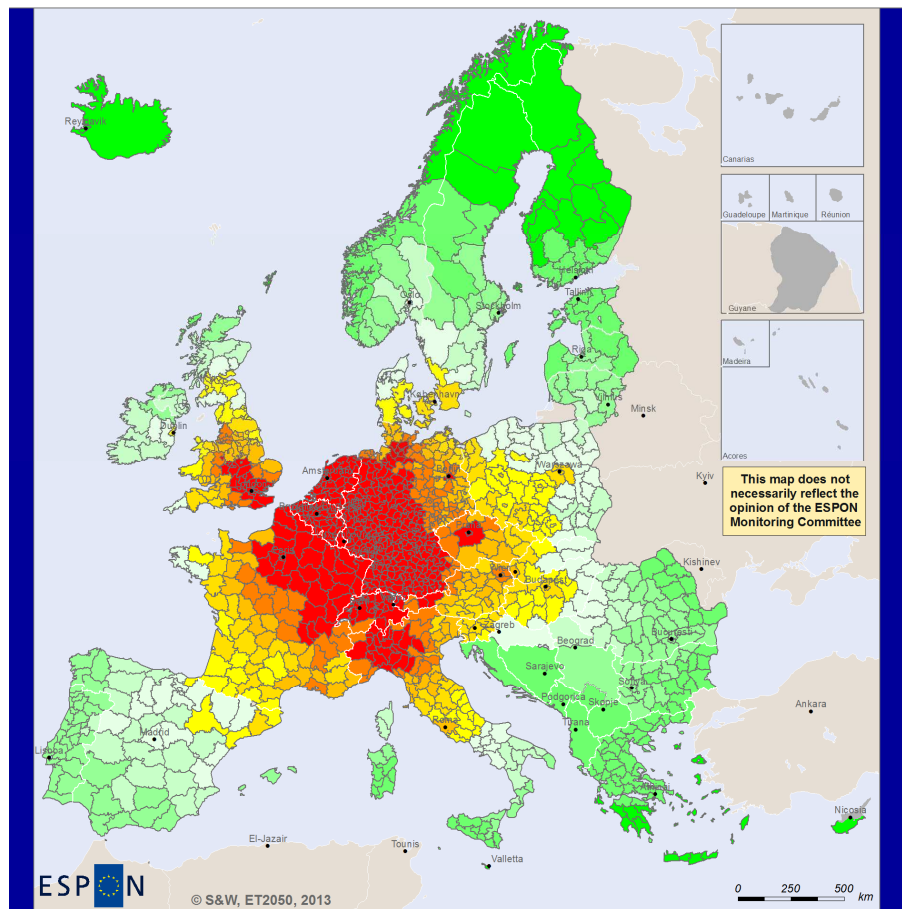 Reykjavik
Canarias
Guadeloupe
Martinique
Réunion
Guyane
Helsinki
Tallinn
Oslo
Stockholm
Madeira
Riga
København
Vilnius
Minsk
Dublin
Acores
Warszawa
Amsterdam
Berlin
Kyiv
This map does not
necessarily reflect the
opinion of the ESPON
Monitoring Committee
Kishinev
Budapest
Zagreb
Bucuresti
Beograd
Sarajevo
Sofiya
Podgorica
Skopje
Ankara
Roma
Tirana
Madrid
Lisboa
Nicosia
El-Jazair
Tounis
Valletta
ESPON
© S&W, ET2050, 2013
0 250 500
km